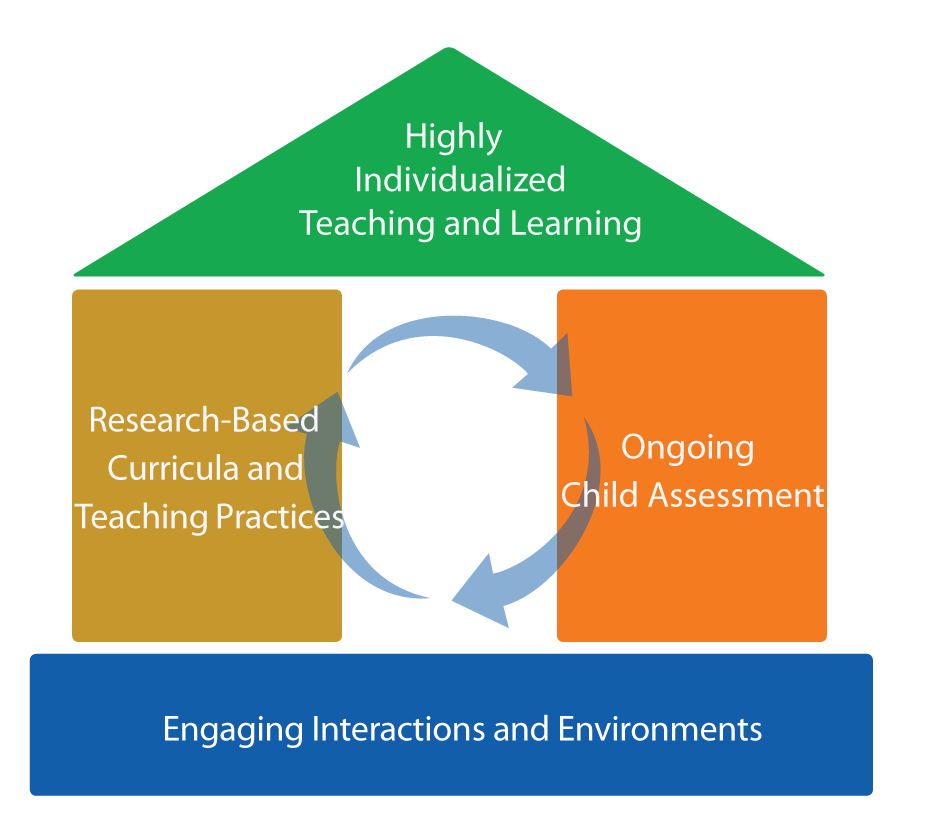 Highly
Individualized
Teaching and Learning
Research-Based
Curricula and
Teaching Practices
Ongoing
Child Assessment
Engaging Interactions and Environments